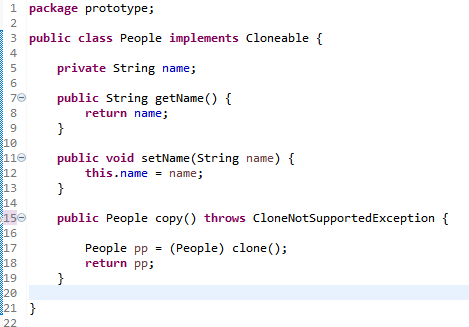 1 package prototype;
2
3 public class People implements Cloneable {
4
5     private String name;
6
7     public String getName() {
8         return name;
9     }
10
11     public void setName(String name) {
12         this.name = name;
13     }
14
15     public People copy() throws CloneNotSupportedException {
16
17         People pp = (People) clone();
18         return pp;
19     }
20
21 }
22